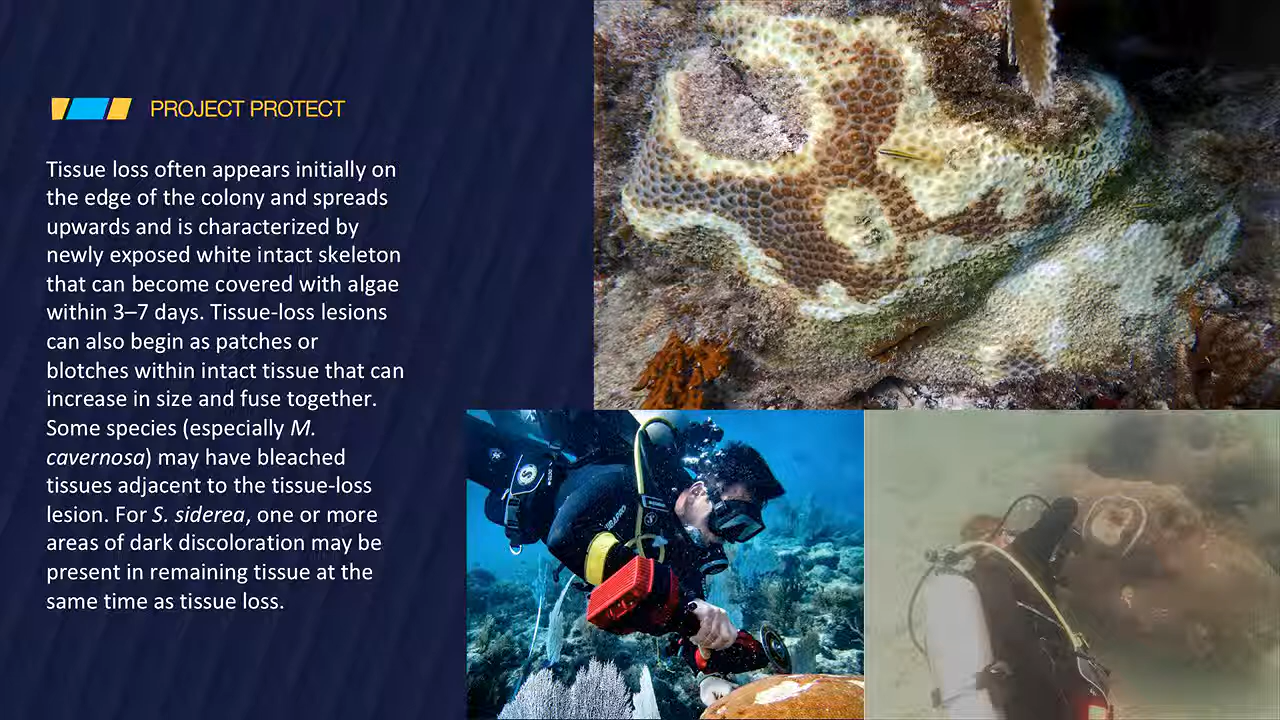 PROJECT PROTECT
Tissue loss often appears initially on
the edge of the colony and spreads
upwards and is characterized by
newly exposed white intact skeleton
that can become covered with algae
within 3–7 days. Tissue-loss lesions
can also begin as patches or
blotches within intact tissue that can
increase in size and fuse together.
Some species (especially M.
cavernosa) may have bleached
tissues adjacent to the tissue-loss
lesion. For S. siderea, one or more
areas of dark discoloration may be
present in remaining tissue at the
same time as tissue loss.